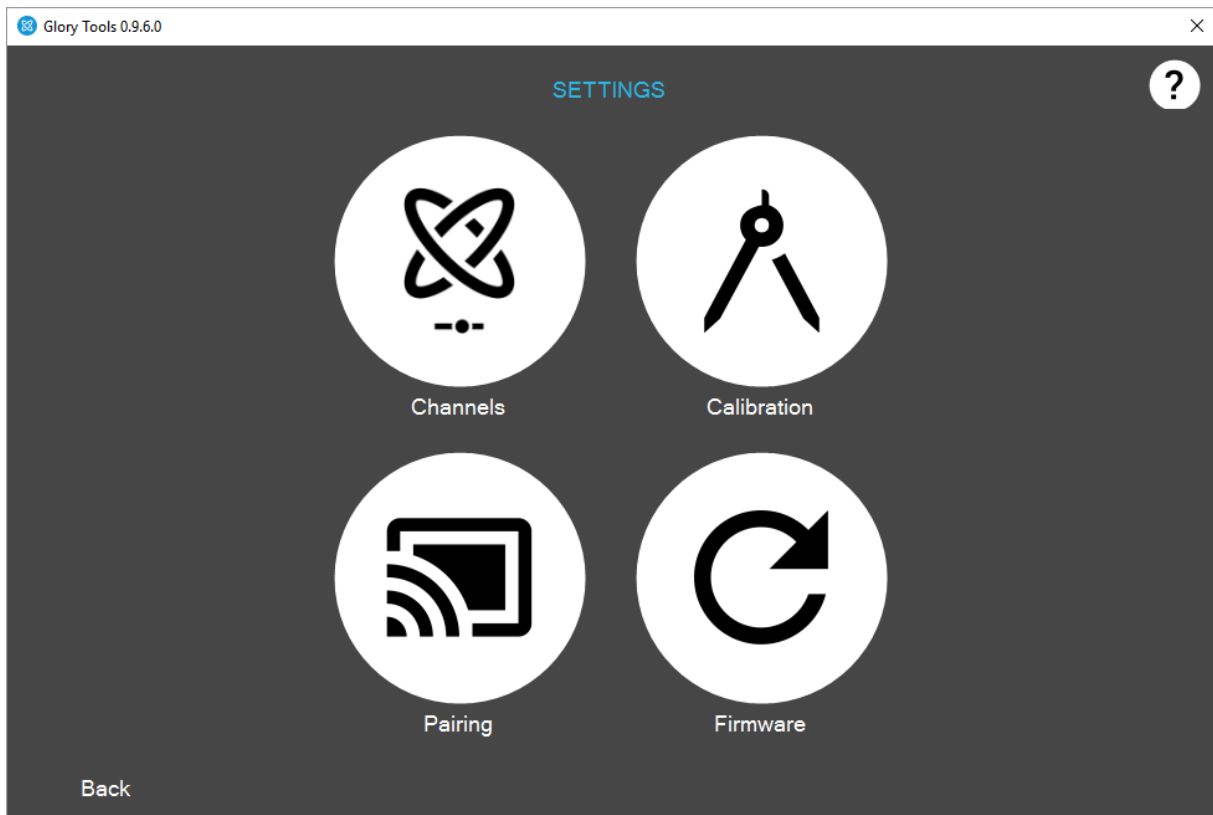 Glory Tools 0.9.6.0
SETTINGS
?
Channels
Calibration
Pairing
Firmware
Back